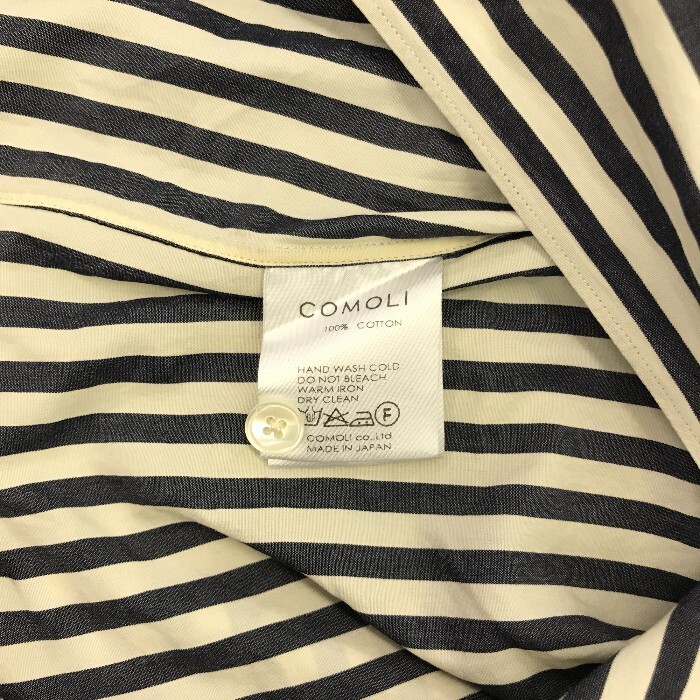 COMOLI
100% COTTON
HAND WASH COLD
DO NOT BLEACH
WARM IRON
DRY CLEAN
F
COMOLI co.,Ltd
MADE IN JAPAN